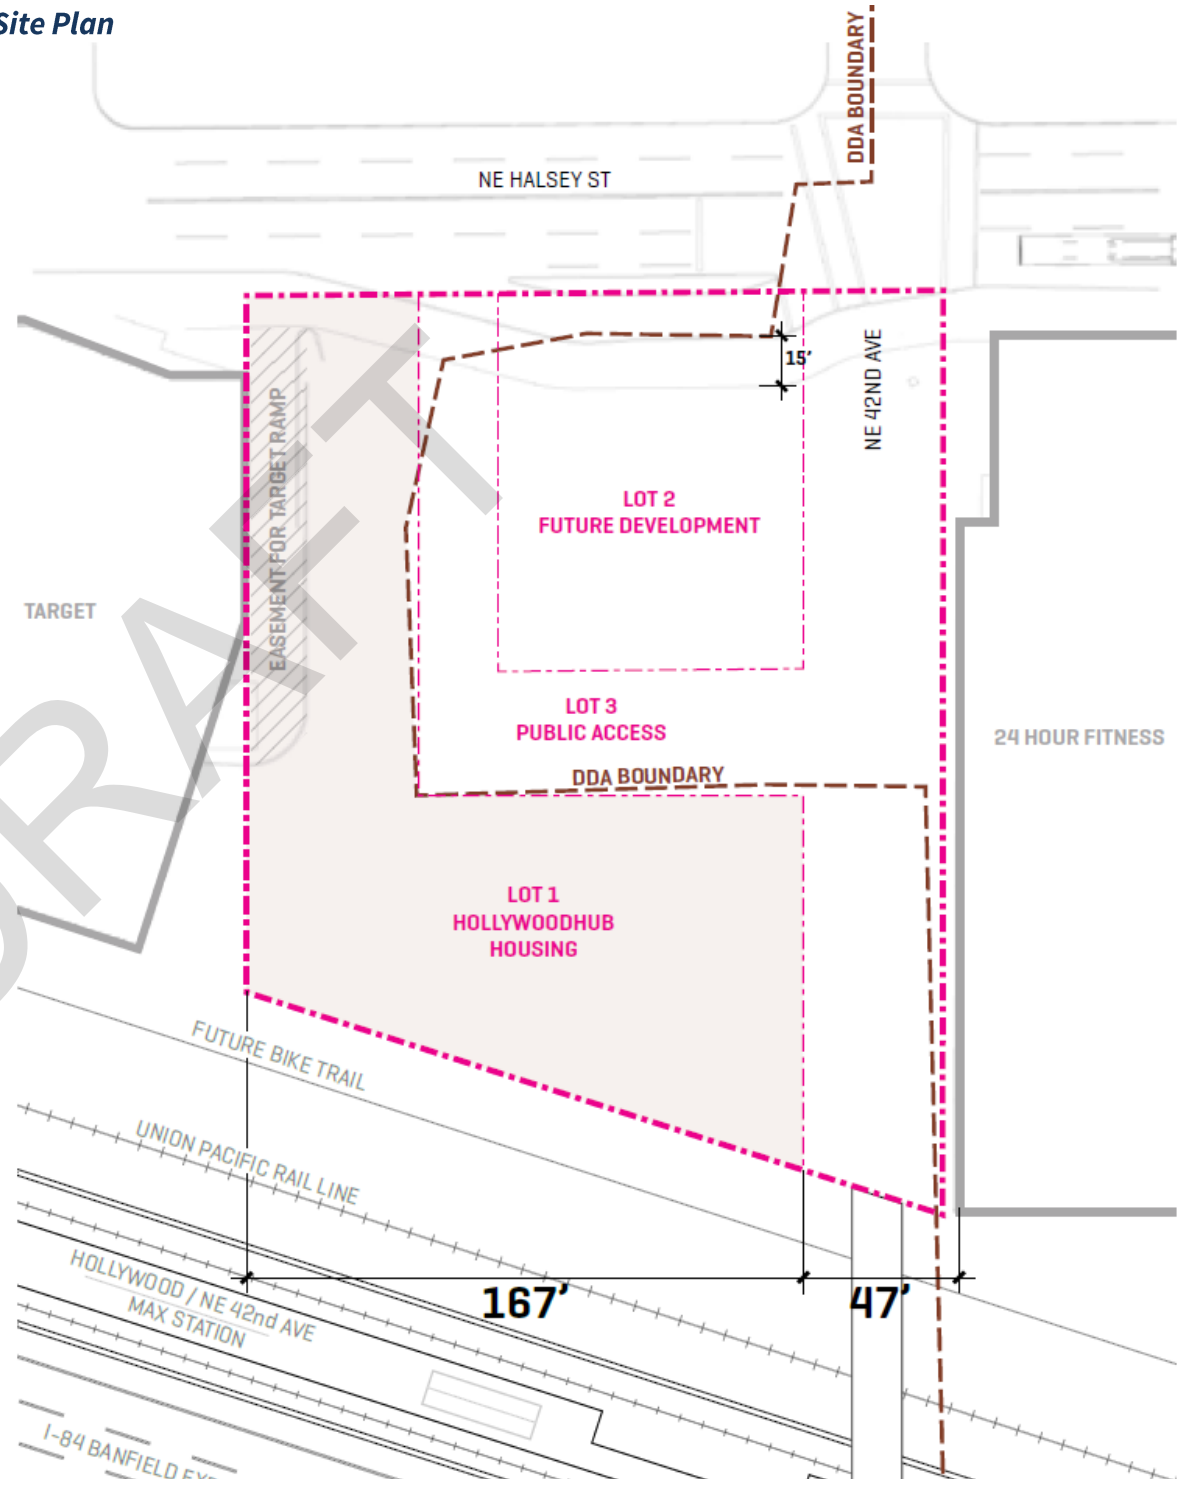 Site Plan
DDA BOUNDARY
NE HALSEY ST
15'
NE 42ND AVE
EASEMENT FOR TARGET RAMP
LOT 2
FUTURE DEVELOPMENT
TARGET
LOT 3
PUBLIC ACCESS
24 HOUR FITNESS
DDA BOUNDARY
LOT 1
HOLLYWOODHUB
HOUSING
DRAFT
FUTURE BIKE TRAIL
UNION PACIFIC RAIL LINE
HOLLYWOOD / NE 42nd AVE
MAX STATION
167'
47'
I-84 BANFIELD